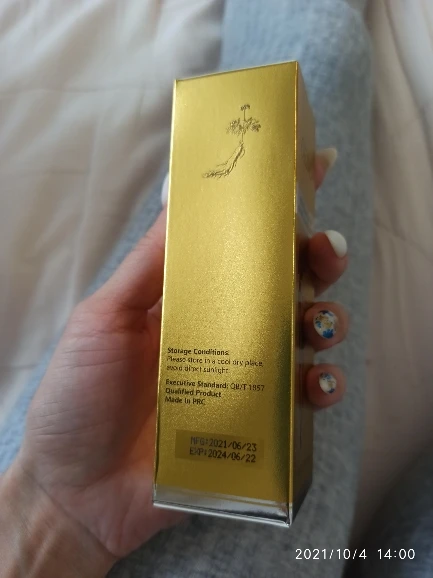 Storage Conditions:
Please store in a cool dry place,
avoid direct sunlight.
Executive Standard: QB/T 1857
Qualified Product
Made in PRC
MFG:2021/06/23
EXP:2024/06/22
2021/10/4 14:00